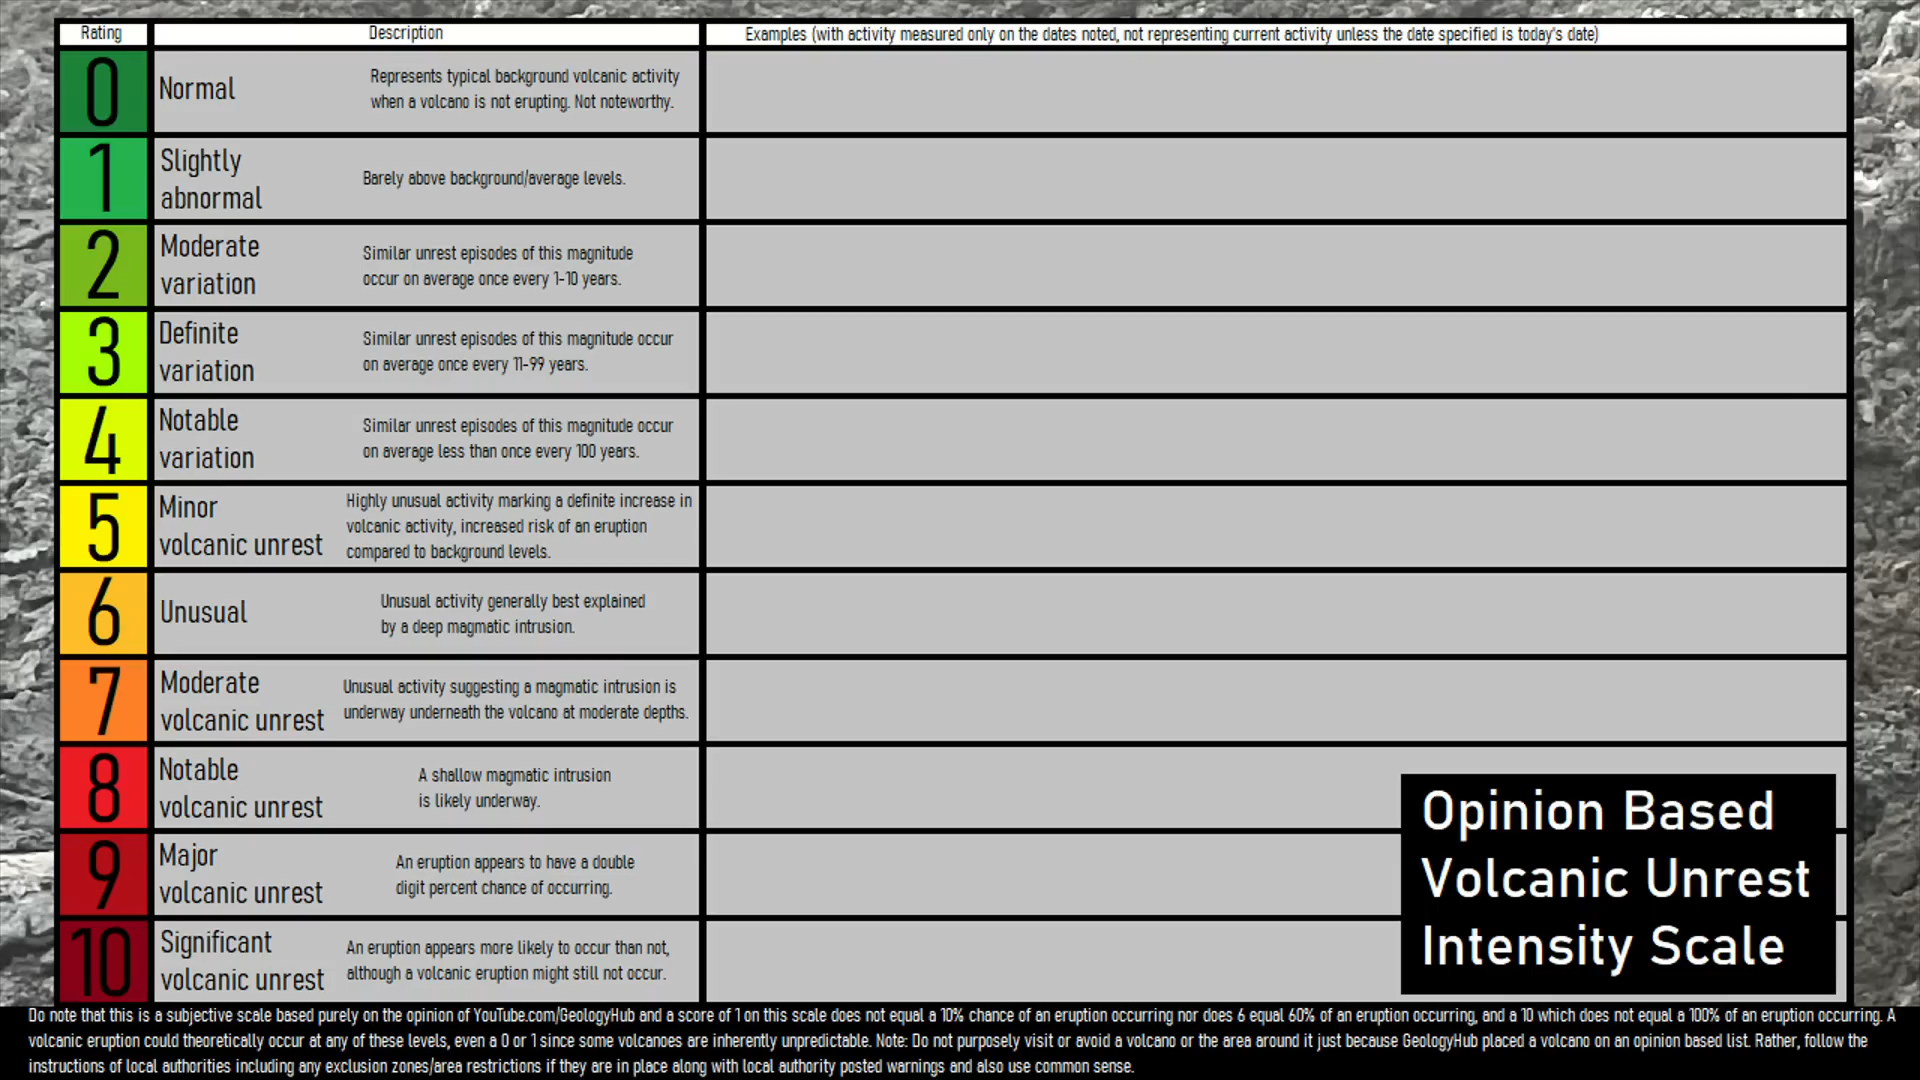 Rating Description Examples (with activity measured only on the dates noted, not representing current activity unless the date specified is today's date)
0 Normal
Represents typical background volcanic activity
when a volcano is not erupting. Not noteworthy.
1 Slightly
abnormal
Barely above background/average levels.
2 Moderate
variation
Similar unrest episodes of this magnitude
occur on average once every 1-10 years.
3 Definite
variation
Similar unrest episodes of this magnitude occur
on average once every 11-99 years.
4 Notable
variation
Similar unrest episodes of this magnitude occur
on average less than once every 100 years.
5 Minor
volcanic unrest
Highly unusual activity marking a definite increase in
volcanic activity, increased risk of an eruption
compared to background levels.
6 Unusual
Unusual activity generally best explained
by a deep magmatic intrusion.
7 Moderate
volcanic unrest
Unusual activity suggesting a magmatic intrusion is
underway underneath the volcano at moderate depths.
8 Notable
volcanic unrest
A shallow magmatic intrusion
is likely underway.
9 Major
volcanic unrest
An eruption appears to have a double
digit percent chance of occurring.
10 Significant
volcanic unrest
An eruption appears more likely to occur than not,
although a volcanic eruption might still not occur.
Opinion Based
Volcanic Unrest
Intensity Scale
Do note that this is a subjective scale based purely on the opinion of YouTube.com/GeologyHub and a score of 1 on this scale does not equal a 10% chance of an eruption occurring nor does 6 equal 60% of an eruption occurring, and a 10 which does not equal a 100% of an eruption occurring. A
volcanic eruption could theoretically occur at any of these levels, even a 0 or 1 since some volcanoes are inherently unpredictable. Note: Do not purposely visit or avoid a volcano or the area around it just because GeologyHub placed a volcano on an opinion based list. Rather, follow the
instructions of local authorities including any exclusion zones/area restrictions if they are in place along with local authority posted warnings and also use common sense.